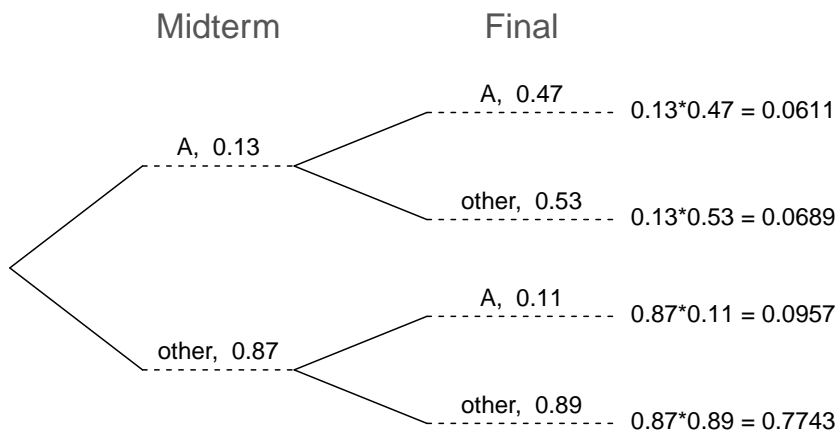 Midterm Final
A, 0.47
0.13*0.47 = 0.0611
A, 0.13
other, 0.53
0.13*0.53 = 0.0689
A, 0.11
0.87*0.11 = 0.0957
other, 0.87
other, 0.89
0.87*0.89 = 0.7743